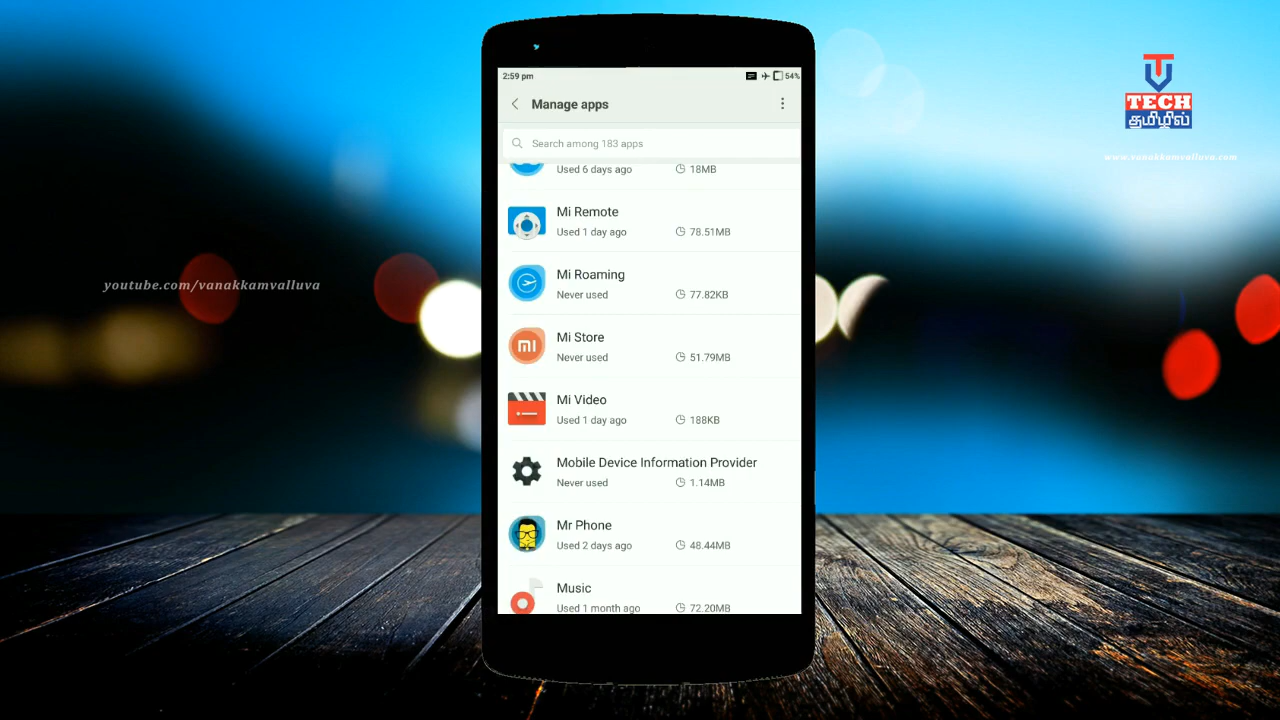 2:59 pm
54%
Manage apps
Search among 183 apps
Used 6 days ago 18MB
Mi Remote
Used 1 day ago 78.51MB
Mi Roaming
Never used 77.82KB
Mi Store
Never used 51.79MB
Mi Video
Used 1 day ago 188KB
Mobile Device Information Provider
Never used 1.14MB
Mr Phone
Used 2 days ago 48.44MB
Music
Used 1 month ago 72.20MB
youtube.com/vanakkamvalluva
TECH
தமிழில்
www.vanakkamvalluva.com